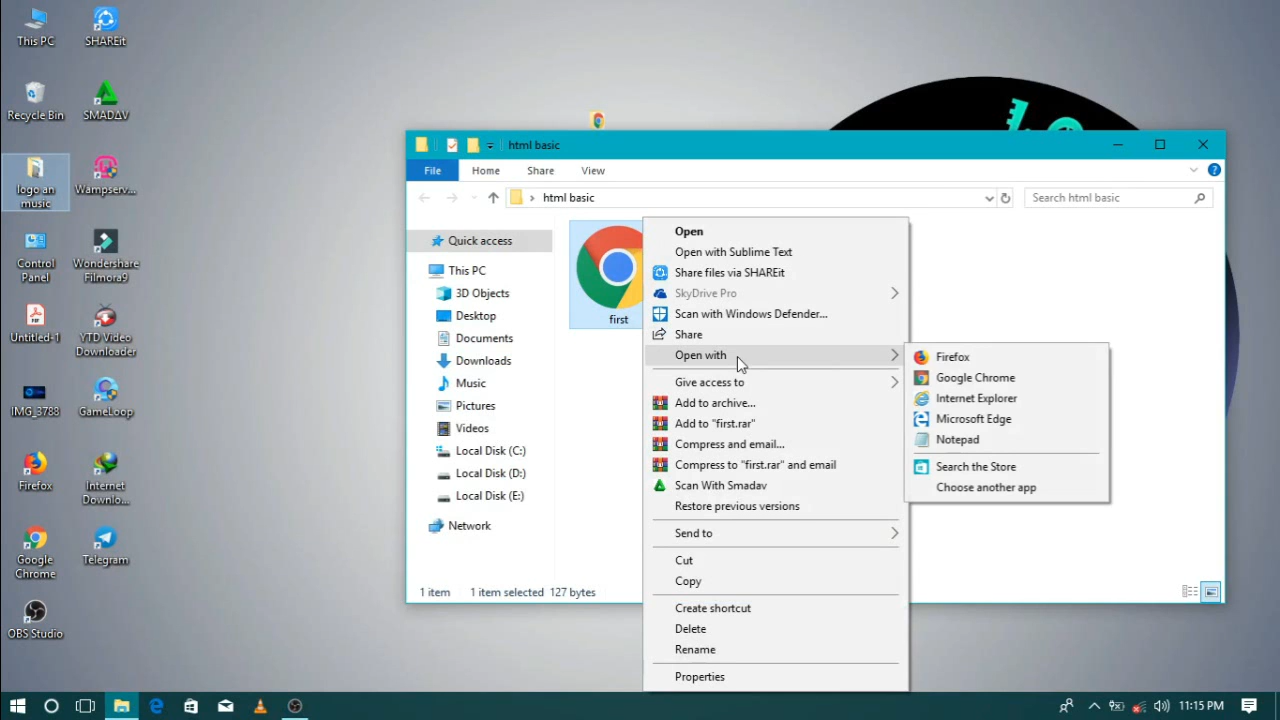 This PC
SHAREit
Recycle Bin
SMADΔV
logo an
music
Wampserv...
Control
Panel
Wondershare
Filmora9
Untitled-1
YTD Video
Downloader
IMG_3788
GameLoop
Firefox
Internet
Downlo...
Google
Chrome
Telegram
OBS Studio
html basic
File
Home
Share
View
html basic
Search html basic
Quick access
This PC
3D Objects
Desktop
Documents
Downloads
Music
Pictures
Videos
Local Disk (C:)
Local Disk (D:)
Local Disk (E:)
Network
first
1 item
1 item selected
127 bytes
Open
Open with Sublime Text
Share files via SHAREit
SkyDrive Pro
Scan with Windows Defender...
Share
Open with
Give access to
Add to archive...
Add to "first.rar"
Compress and email...
Compress to "first.rar" and email
Scan With Smadav
Restore previous versions
Send to
Cut
Copy
Create shortcut
Delete
Rename
Properties
Firefox
Google Chrome
Internet Explorer
Microsoft Edge
Notepad
Search the Store
Choose another app
11:15 PM